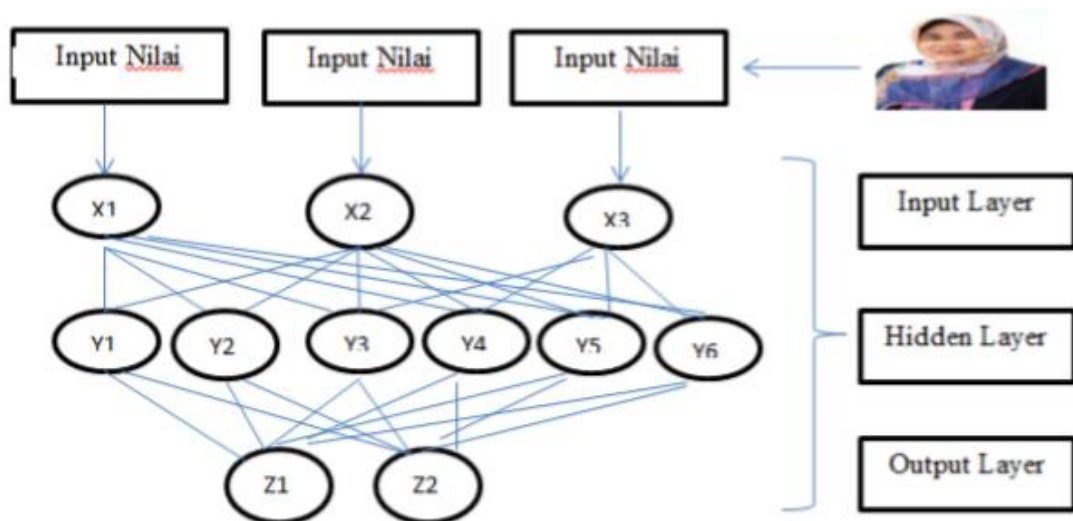 Input Nilai
Input Nilai
Input Nilai
X1
X2
X3
Input Layer
Y1
Y2
Y3
Y4
Y5
Y6
Hidden Layer
Z1
Z2
Output Layer